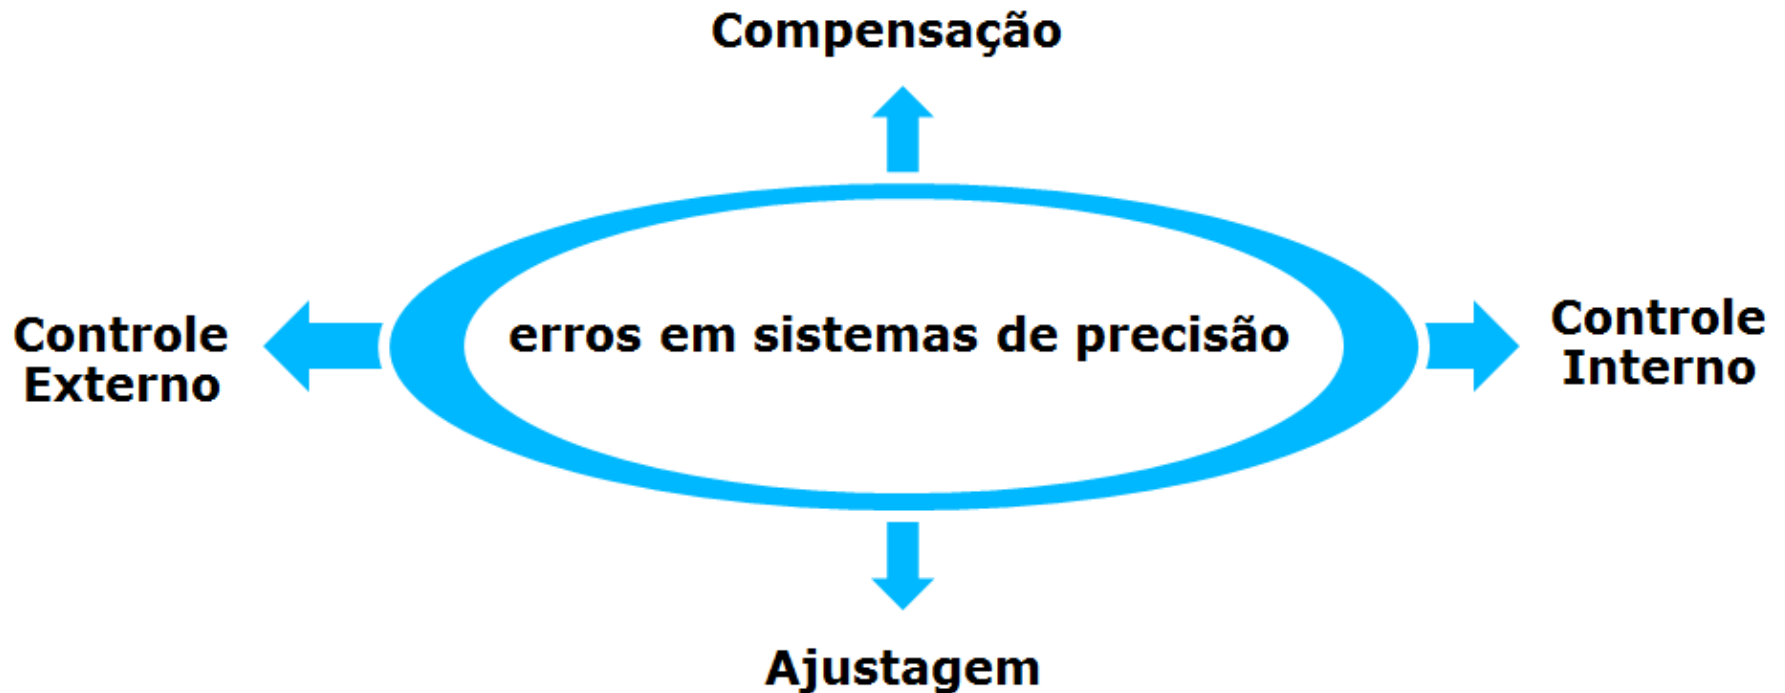 Compensação
erros em sistemas de precisão
Controle
Externo
Controle
Interno
Ajustagem